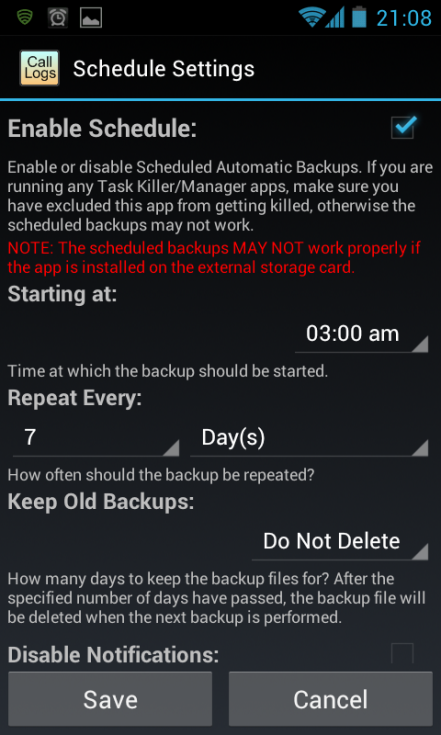 21:08
Call
Logs
Schedule Settings
Enable Schedule:
Enable or disable Scheduled Automatic Backups. If you are
running any Task Killer/Manager apps, make sure you
have excluded this app from getting killed, otherwise the
scheduled backups may not work.
NOTE: The scheduled backups MAY NOT work properly if
the app is installed on the external storage card.
Starting at:
03:00 am
Time at which the backup should be started.
Repeat Every:
7 Day(s)
How often should the backup be repeated?
Keep Old Backups:
Do Not Delete
How many days to keep the backup files for? After the
specified number of days have passed, the backup file will
be deleted when the next backup is performed.
Disable Notifications:
Save Cancel